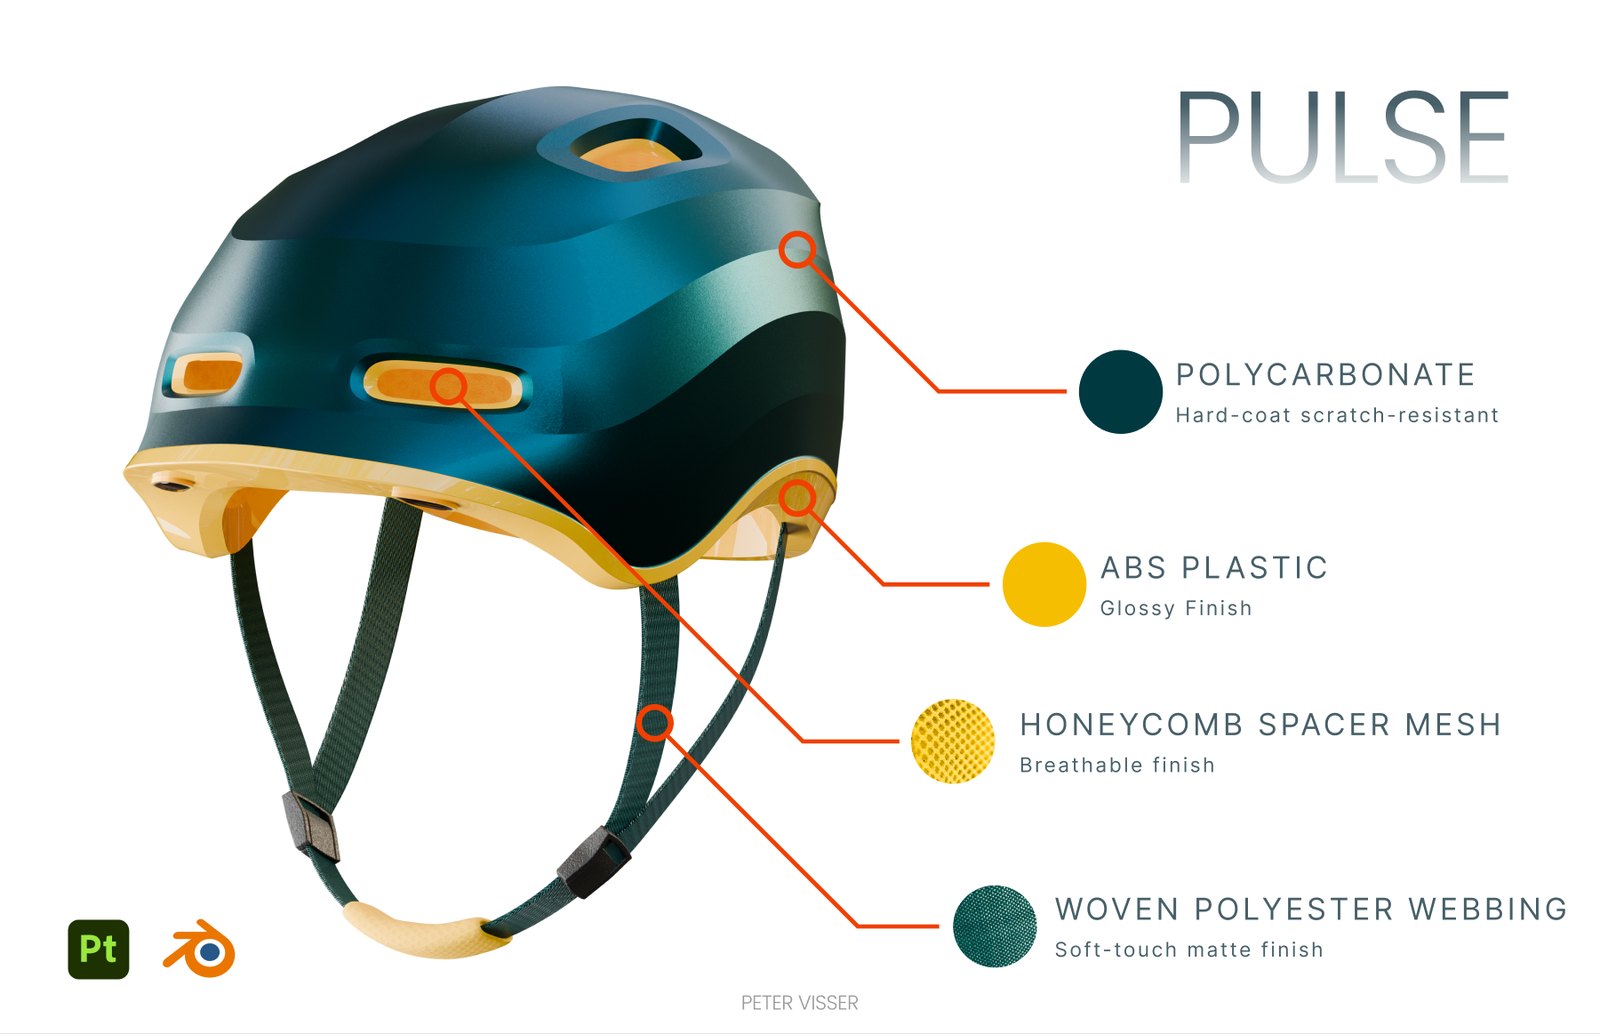 PULSE
POLYCARBONATE
Hard-coat scratch-resistant
ABS PLASTIC
Glossy Finish
HONEYCOMB SPACER MESH
Breathable finish
WOVEN POLYESTER WEBBING
Soft-touch matte finish
Pt
PETER VISSER